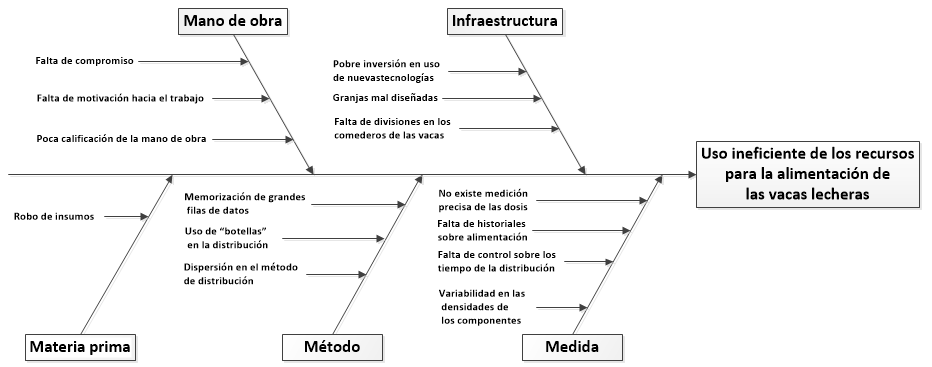 Mano de obra
Falta de compromiso
Falta de motivación hacia el trabajo
Poca calificación de la mano de obra
Infraestructura
Pobre inversión en uso
de nuevastecnologías
Granjas mal diseñadas
Falta de divisiones en los
comederos de las vacas
Uso ineficiente de los recursos
para la alimentación de
las vacas lecheras
Robo de insumos
Materia prima
Memorización de grandes
filas de datos
Uso de “botellas”
en la distribución
Dispersión en el método
de distribución
Método
No existe medición
precisa de las dosis
Falta de historiales
sobre alimentación
Falta de control sobre los
tiempo de la distribución
Variabilidad en las
densidades de
los componentes
Medida